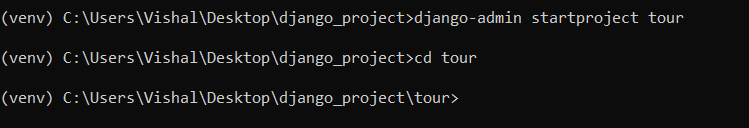 (venv) C:\Users\Vishal\Desktop\django_project>django-admin startproject tour
(venv) C:\Users\Vishal\Desktop\django_project>cd tour
(venv) C:\Users\Vishal\Desktop\django_project\tour>